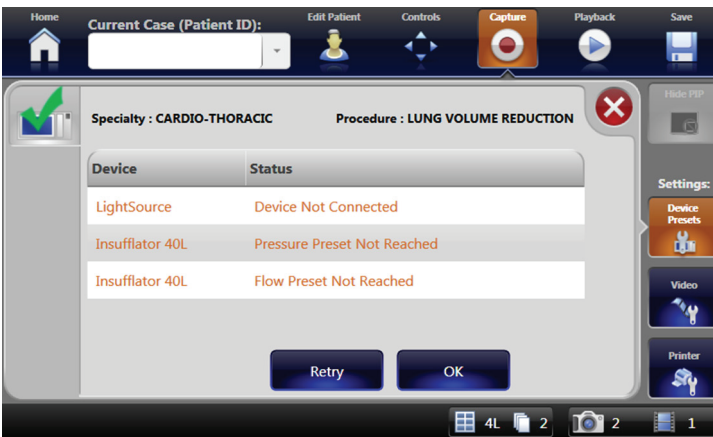 Home
Current Case (Patient ID):
Edit Patient
Controls
Capture
Playback
Save
Specialty : CARDIO-THORACIC
Procedure : LUNG VOLUME REDUCTION
Hide PIP
Device Status
LightSource Device Not Connected
Insufflator 40L Pressure Preset Not Reached
Insufflator 40L Flow Preset Not Reached
Settings:
Device
Presets
Video
Printer
Retry
OK
4L 2 2 1